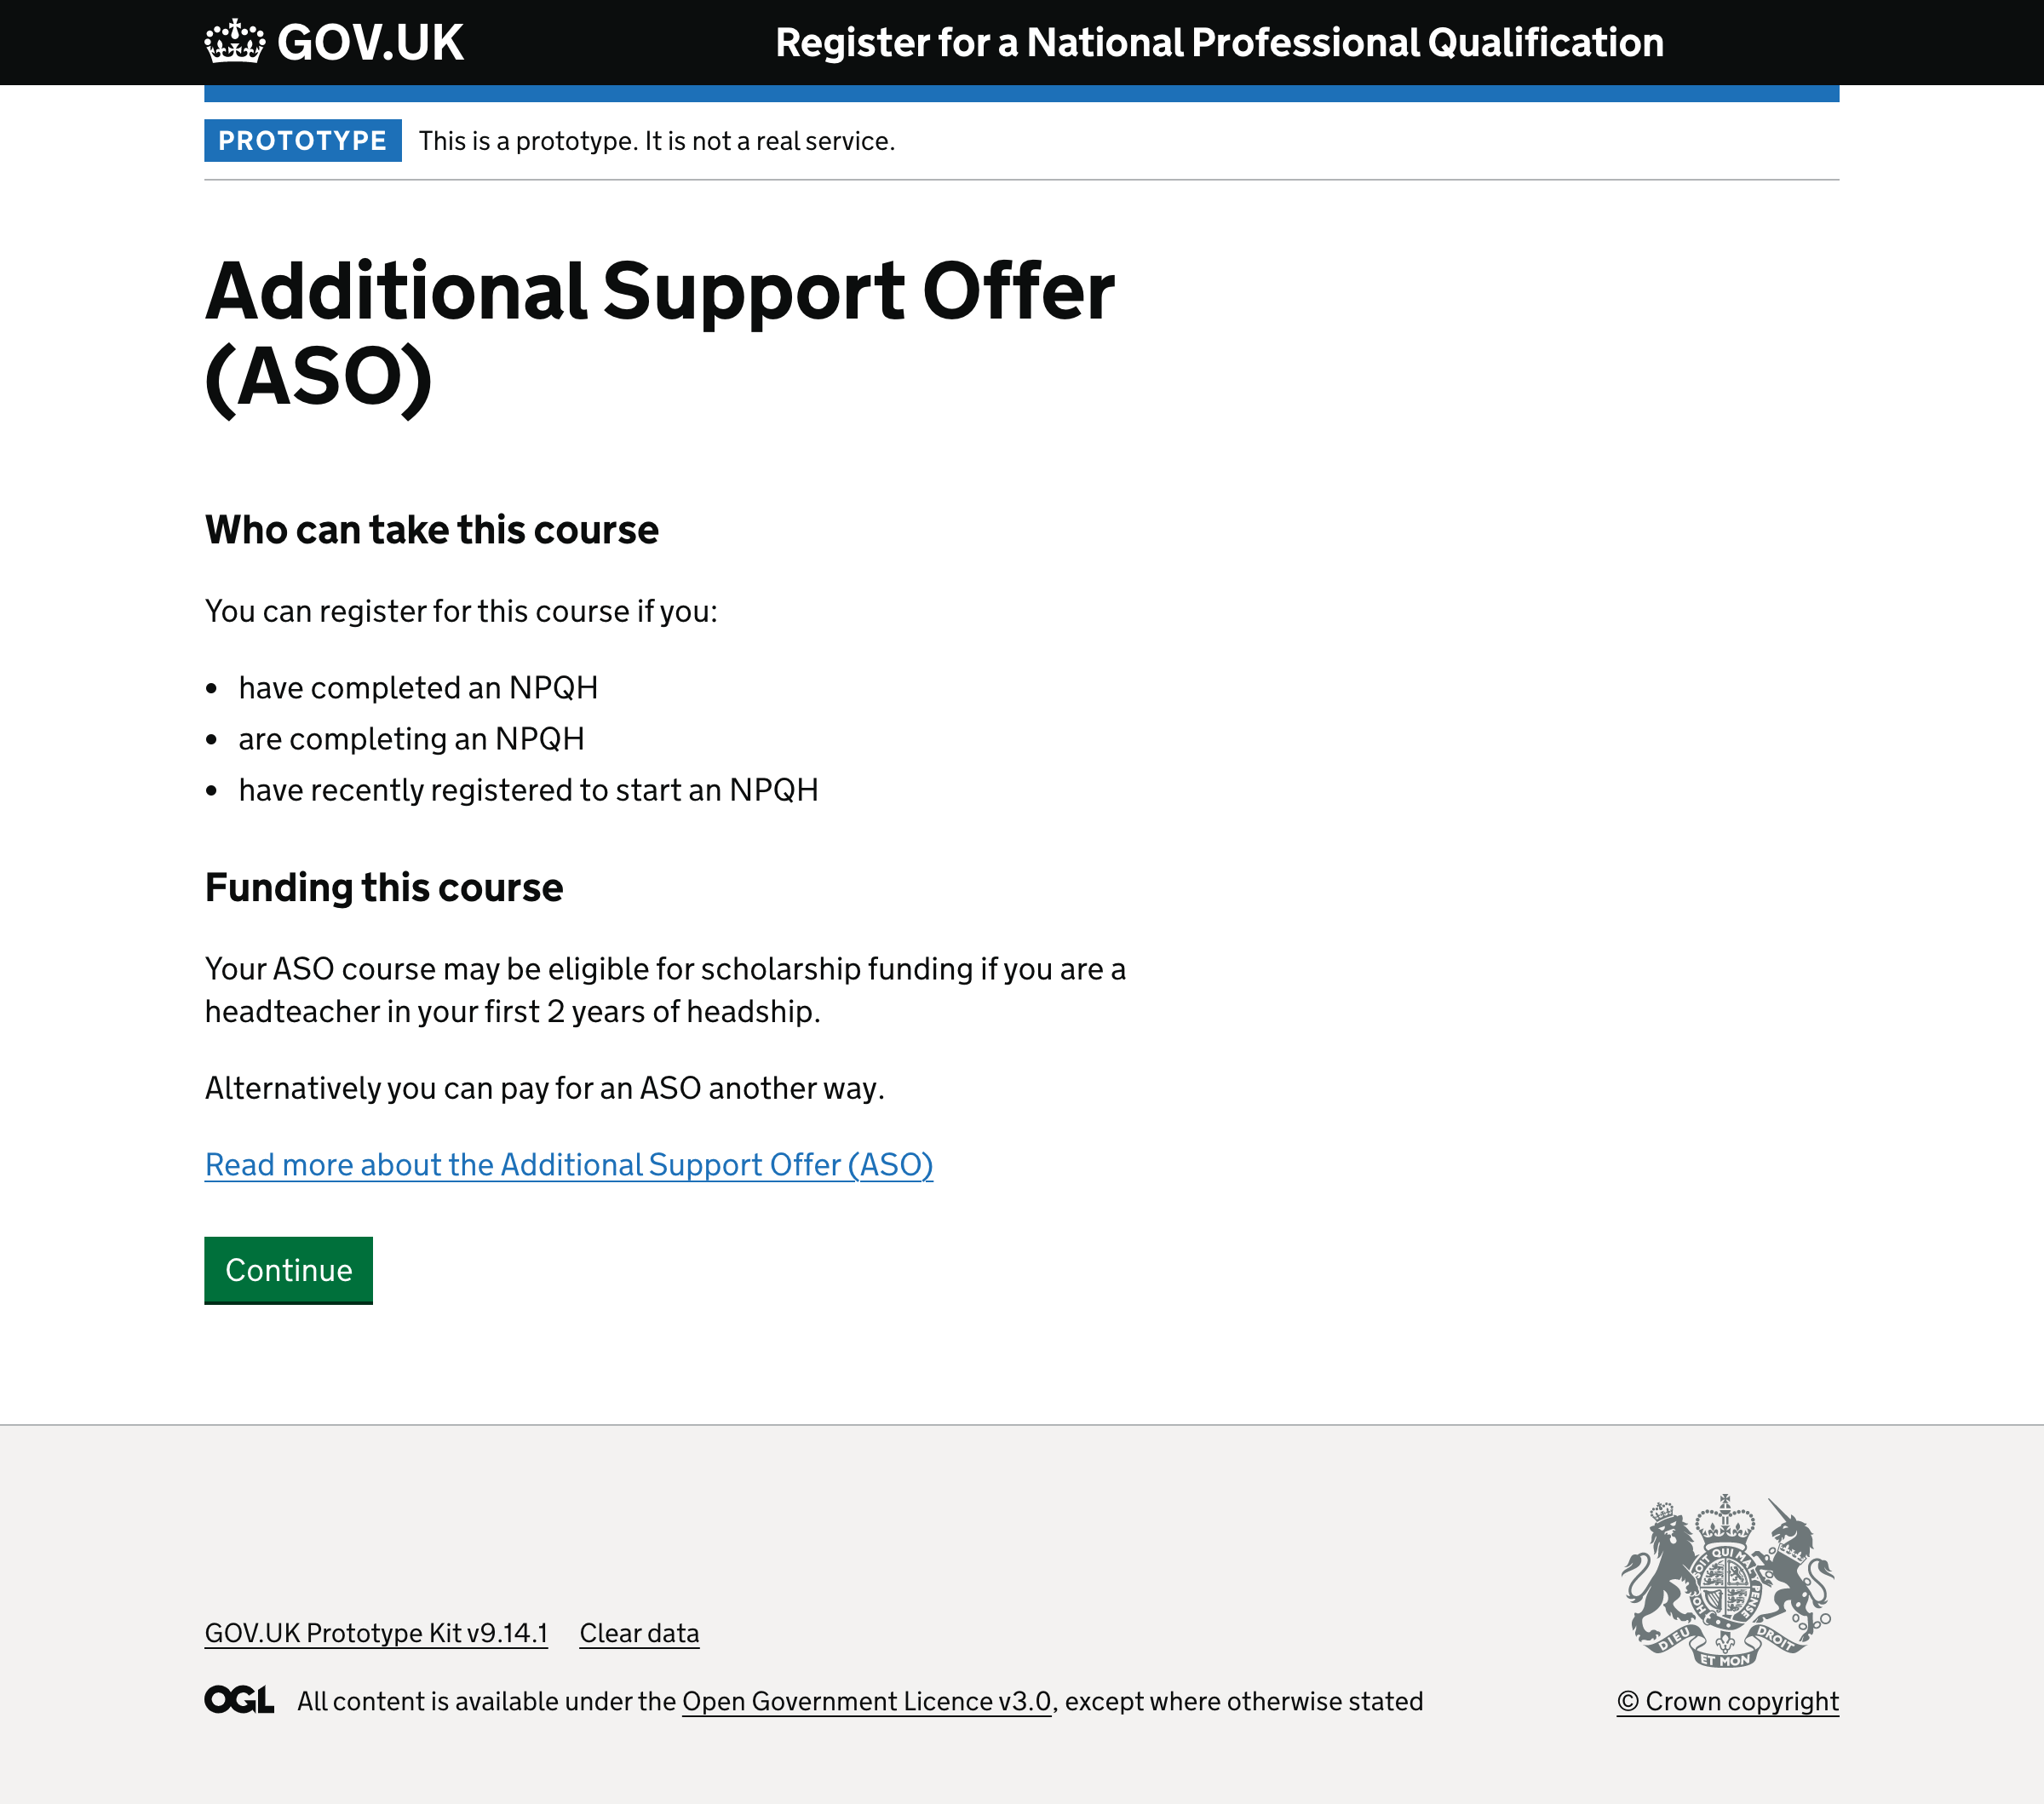 GOV.UK
Register for a National Professional Qualification
PROTOTYPE This is a prototype. It is not a real service.
Additional Support Offer
(ASO)
Who can take this course
You can register for this course if you:
• have completed an NPQH
• are completing an NPQH
• have recently registered to start an NPQH
Funding this course
Your ASO course may be eligible for scholarship funding if you are a
headteacher in your first 2 years of headship.
Alternatively you can pay for an ASO another way.
Read more about the Additional Support Offer (ASO)
Continue
SOIT QUI MAL Y PENSE
DIEU ET MON DROIT
GOV.UK Prototype Kit v9.14.1 Clear data
OGL All content is available under the Open Government Licence v3.0, except where otherwise stated
© Crown copyright